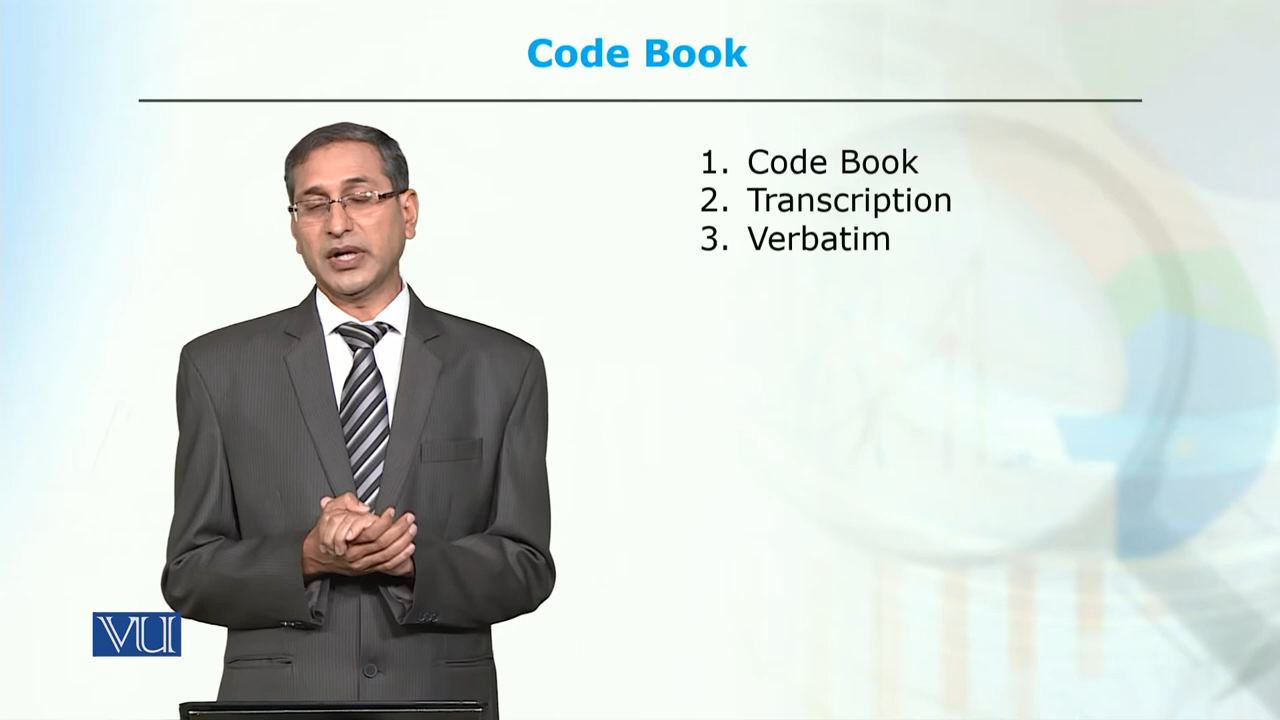 Code Book
1. Code Book
2. Transcription
3. Verbatim
VU